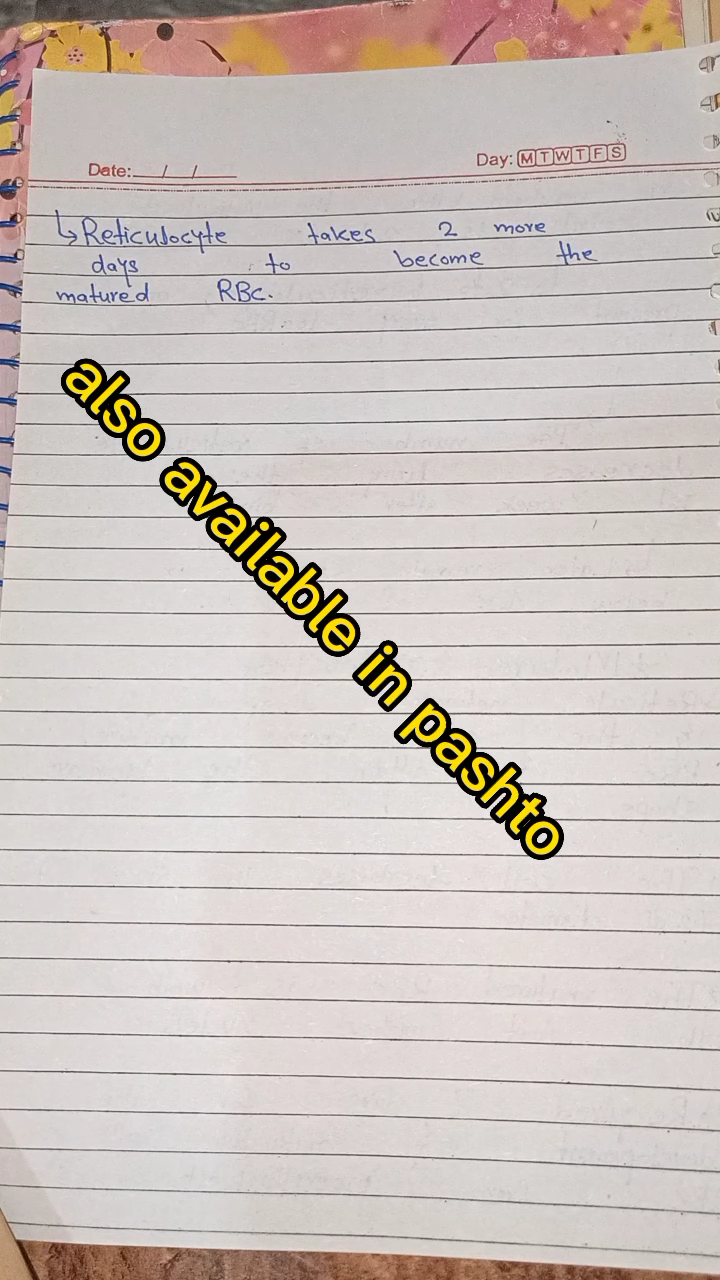 Date: / /
Day: M T W T F S
↳ Reticulocyte takes 2 more
days to become the
matured RBC.
also available in pashto